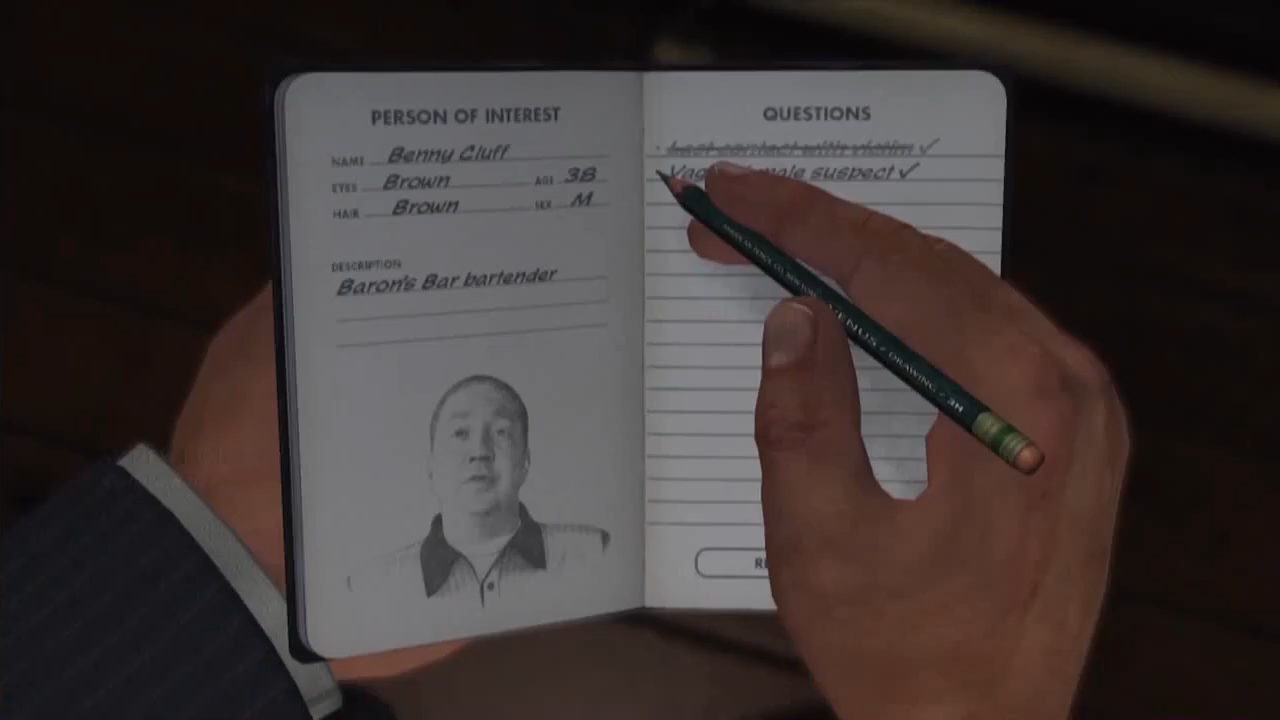 PERSON OF INTEREST
NAME Benny Cluff
EYES Brown AGE 38
HAIR Brown SEX M
DESCRIPTION
Baron's Bar bartender
QUESTIONS
Last contact with victim ✓
male suspect ✓
VENUS / DRAWING / 3H